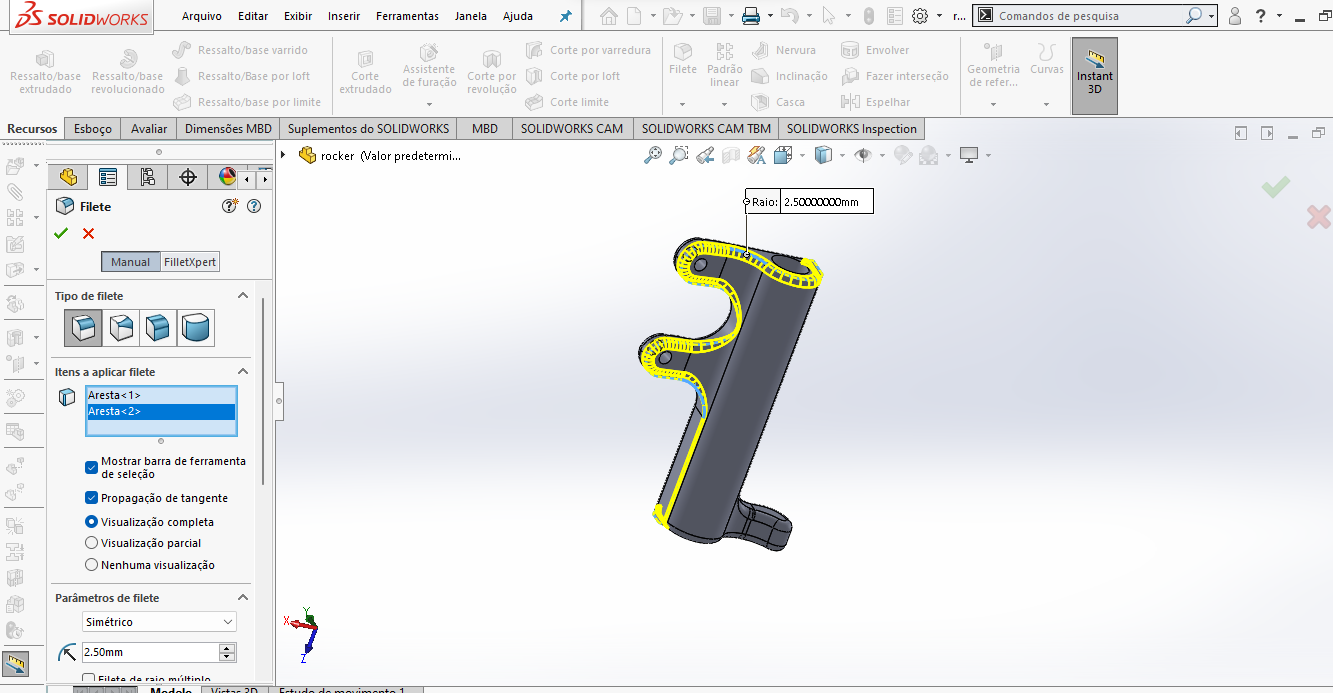 SOLIDWORKS
Arquivo Editar Exibir Inserir Ferramentas Janela Ajuda
r...
Comandos de pesquisa
?
Ressalto/base extrudado
Ressalto/base revolucionado
Ressalto/base varrido
Ressalto/Base por loft
Ressalto/base por limite
Corte extrudado
Assistente de furação
Corte por revolução
Corte por varredura
Corte por loft
Corte limite
Filete
Padrão linear
Nervura
Inclinação
Casca
Envolver
Fazer interseção
Espelhar
Geometria de refer...
Curvas
Instant 3D
Recursos Esboço Avaliar Dimensões MBD Suplementos do SOLIDWORKS MBD SOLIDWORKS CAM SOLIDWORKS CAM TBM SOLIDWORKS Inspection
rocker (Valor predetermi...
Filete
Manual FilletXpert
Tipo de filete
Itens a aplicar filete
Aresta<1>
Aresta<2>
Mostrar barra de ferramenta
de seleção
Propagação de tangente
Visualização completa
Visualização parcial
Nenhuma visualização
Parâmetros de filete
Simétrico
2.50mm
Filete de raio múltiplo
Raio: 2.50000000mm
Y
X
Z
Modelo Vistas 3D Estudo de movimento 1